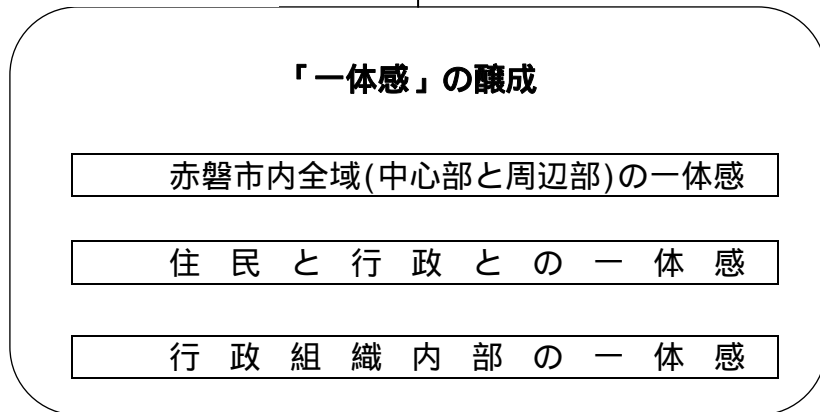 「一体感」の醸成
赤磐市内全域(中心部と周辺部)の一体感
住民と行政との一体感
行政組織内部の一体感